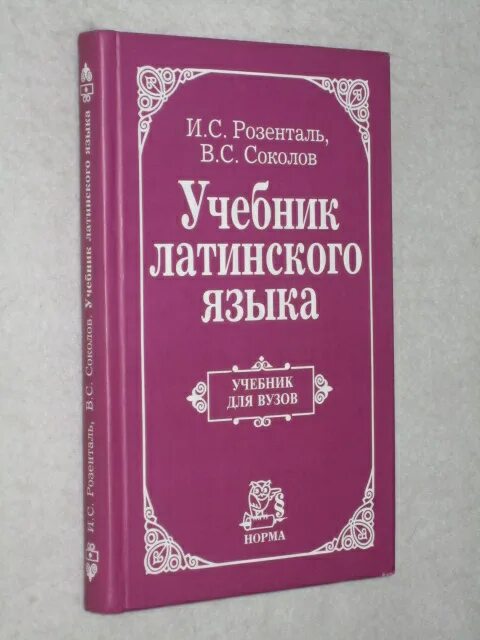 И.С. Розенталь, В.С. Соколов. Учебник латинского языка
И.С. Розенталь,
В.С. Соколов
Учебник
латинского
языка
УЧЕБНИК
ДЛЯ ВУЗОВ
§
НОРМА